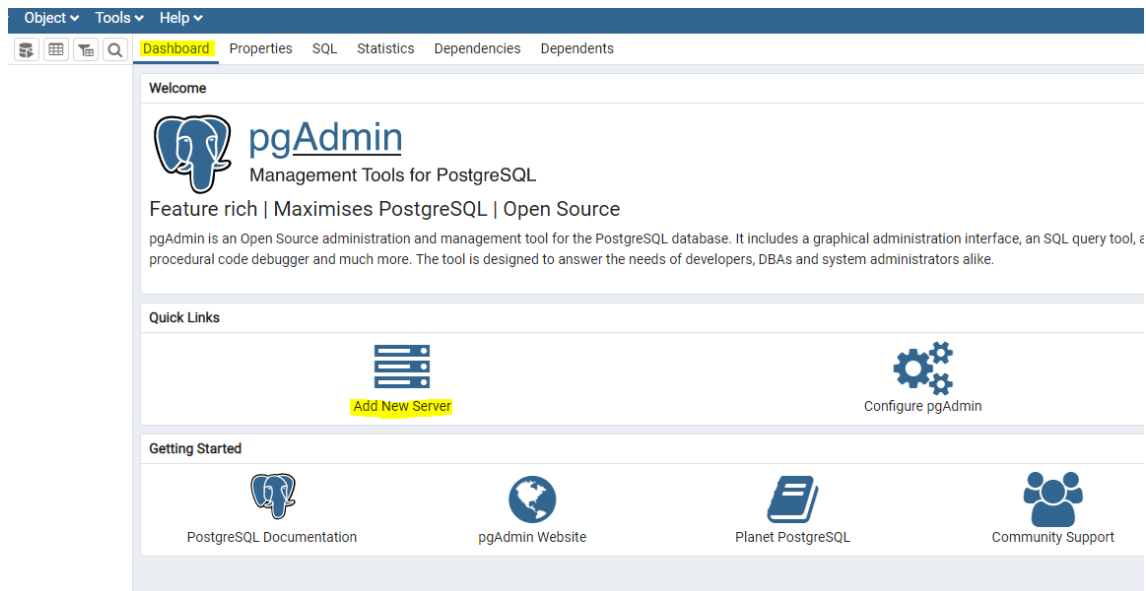 Object Tools Help
Dashboard Properties SQL Statistics Dependencies Dependents
Welcome
pgAdmin
Management Tools for PostgreSQL
Feature rich | Maximises PostgreSQL | Open Source
pgAdmin is an Open Source administration and management tool for the PostgreSQL database. It includes a graphical administration interface, an SQL query tool, a
procedural code debugger and much more. The tool is designed to answer the needs of developers, DBAs and system administrators alike.
Quick Links
Add New Server Configure pgAdmin
Getting Started
PostgreSQL Documentation pgAdmin Website Planet PostgreSQL Community Support